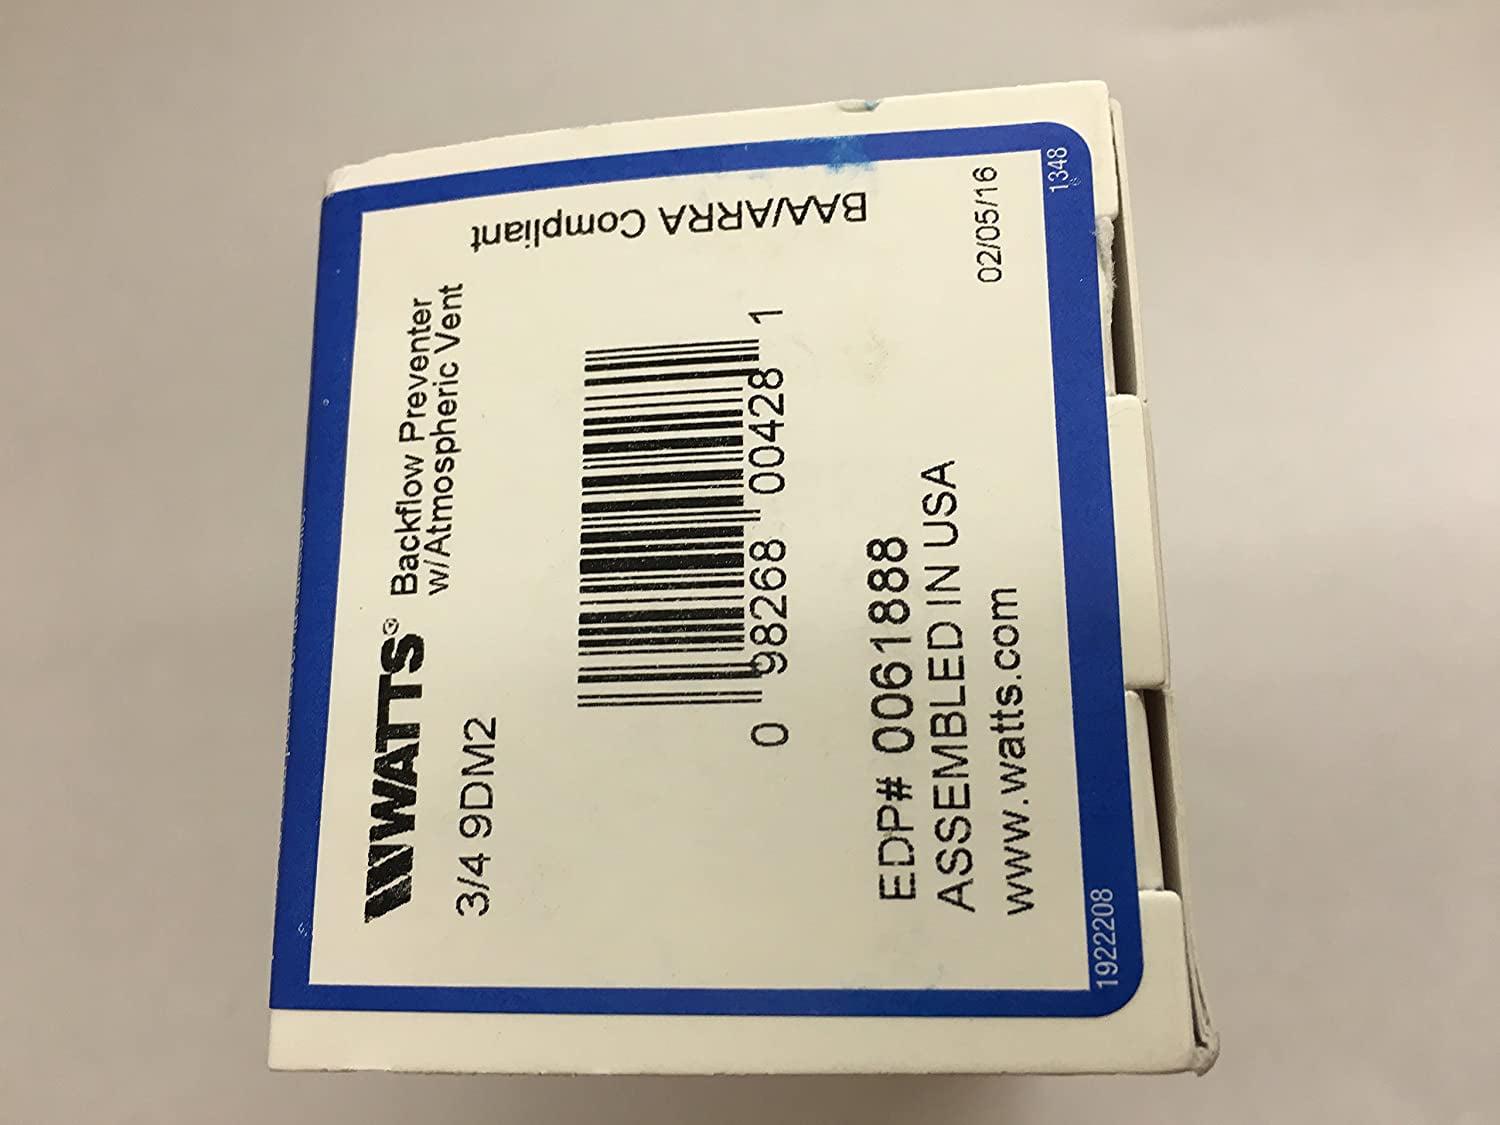 WATTS® Backflow Preventer
w/Atmospheric Vent
3/4 9DM2
BAA/ARRA Compliant
0 98268 00428 1
EDP# 0061888
ASSEMBLED IN USA
www.watts.com
02/05/16
1922208
1348